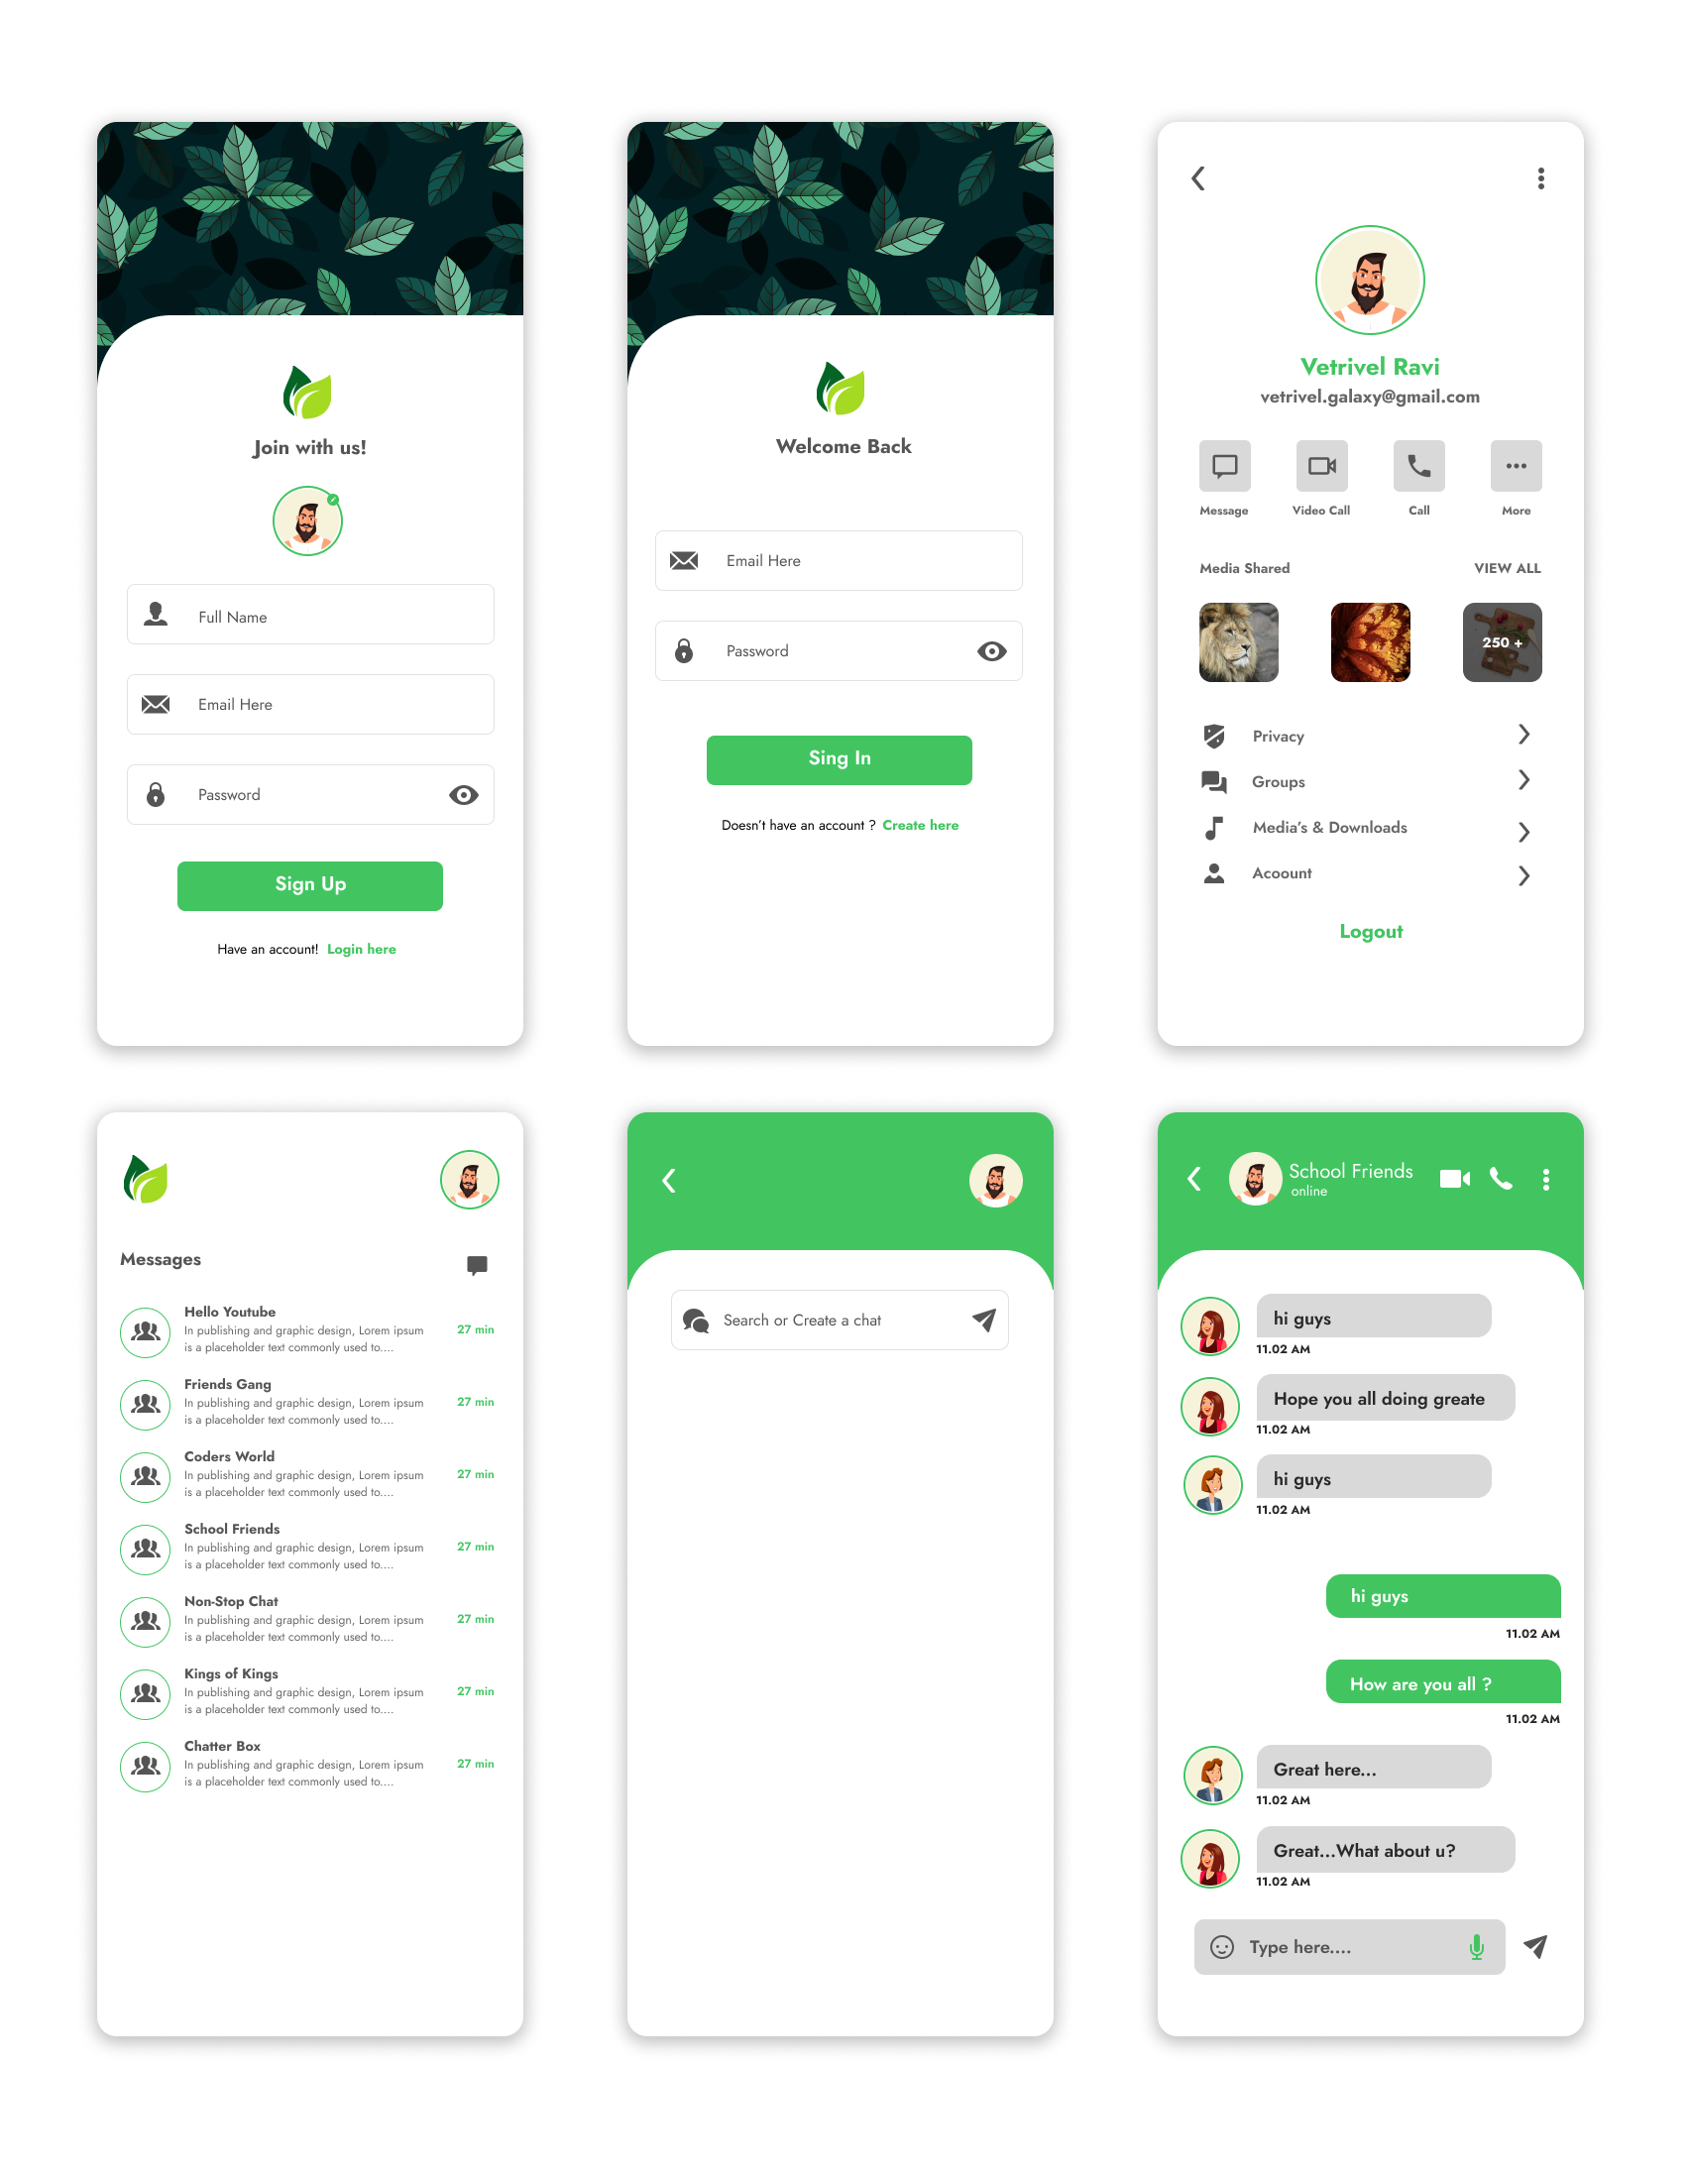 Join with us!
Full Name
Email Here
Password
Sign Up
Have an account! Login here
Welcome Back
Email Here
Password
Sing In
Doesn't have an account ? Create here
Vetrivel Ravi
vetrivel.galaxy@gmail.com
Message Video Call Call More
Media Shared VIEW ALL
250 +
Privacy
Groups
Media's & Downloads
Acoount
Logout
Messages
Hello Youtube
In publishing and graphic design, Lorem ipsum 27 min
is a placeholder text commonly used to....
Friends Gang
In publishing and graphic design, Lorem ipsum 27 min
is a placeholder text commonly used to....
Coders World
In publishing and graphic design, Lorem ipsum 27 min
is a placeholder text commonly used to....
School Friends
In publishing and graphic design, Lorem ipsum 27 min
is a placeholder text commonly used to....
Non-Stop Chat
In publishing and graphic design, Lorem ipsum 27 min
is a placeholder text commonly used to....
Kings of Kings
In publishing and graphic design, Lorem ipsum 27 min
is a placeholder text commonly used to....
Chatter Box
In publishing and graphic design, Lorem ipsum 27 min
is a placeholder text commonly used to....
Search or Create a chat
School Friends
online
hi guys
11.02 AM
Hope you all doing greate
11.02 AM
hi guys
11.02 AM
hi guys
11.02 AM
How are you all ?
11.02 AM
Great here...
11.02 AM
Great...What about u?
11.02 AM
Type here....